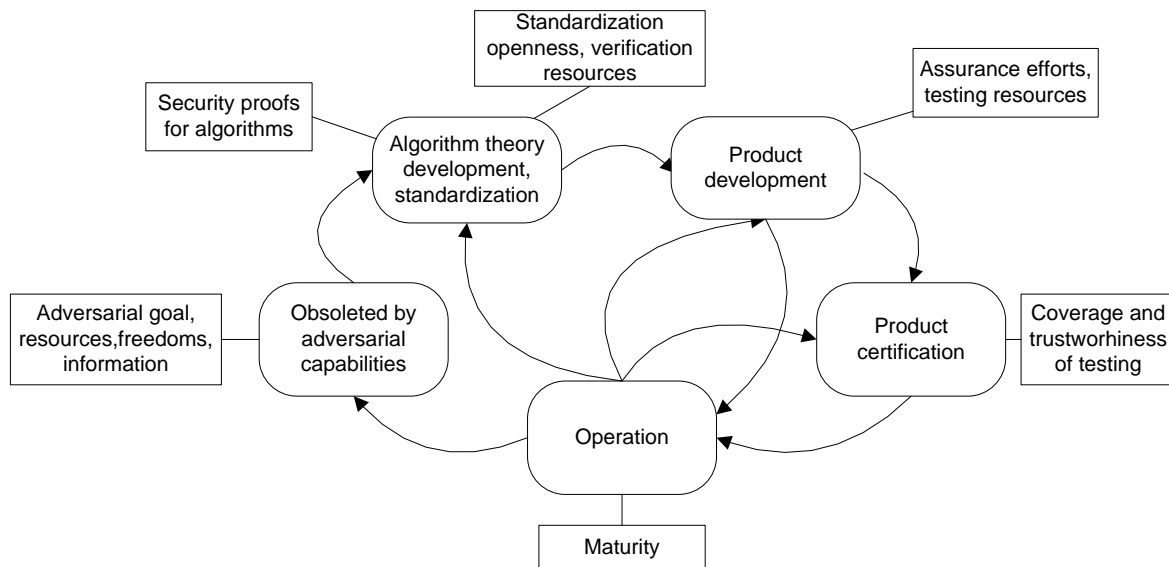 Standardization
openness, verification
resources
Security proofs
for algorithms
Assurance efforts,
testing resources
Algorithm theory
development,
standardization
Product
development
Adversarial goal,
resources,freedoms,
information
Obsoleted by
adversarial
capabilities
Product
certification
Coverage and
trustworhiness
of testing
Operation
Maturity